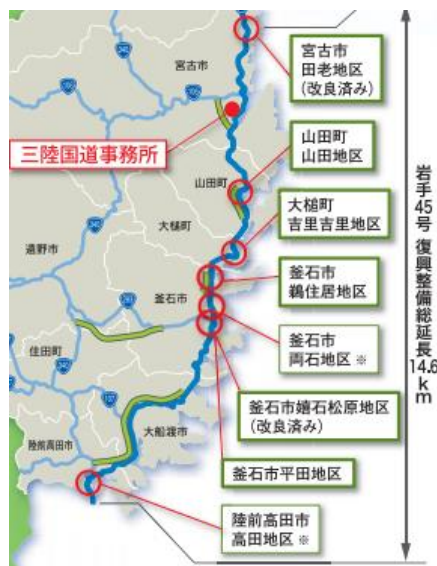 宮古市
田老地区
(改良済み)
宮古市
三陸国道事務所
山田町
山田地区
山田町
大槌町
吉里吉里地区
大槌町
遠野市
釜石市
鵜住居地区
釜石市
釜石市
両石地区 ※
住田町
釜石市嬉石松原地区
(改良済み)
大船渡市
陸前高田市
釜石市平田地区
陸前高田市
高田地区 ※
岩手45号 復興整備総延長14.6km
340
107